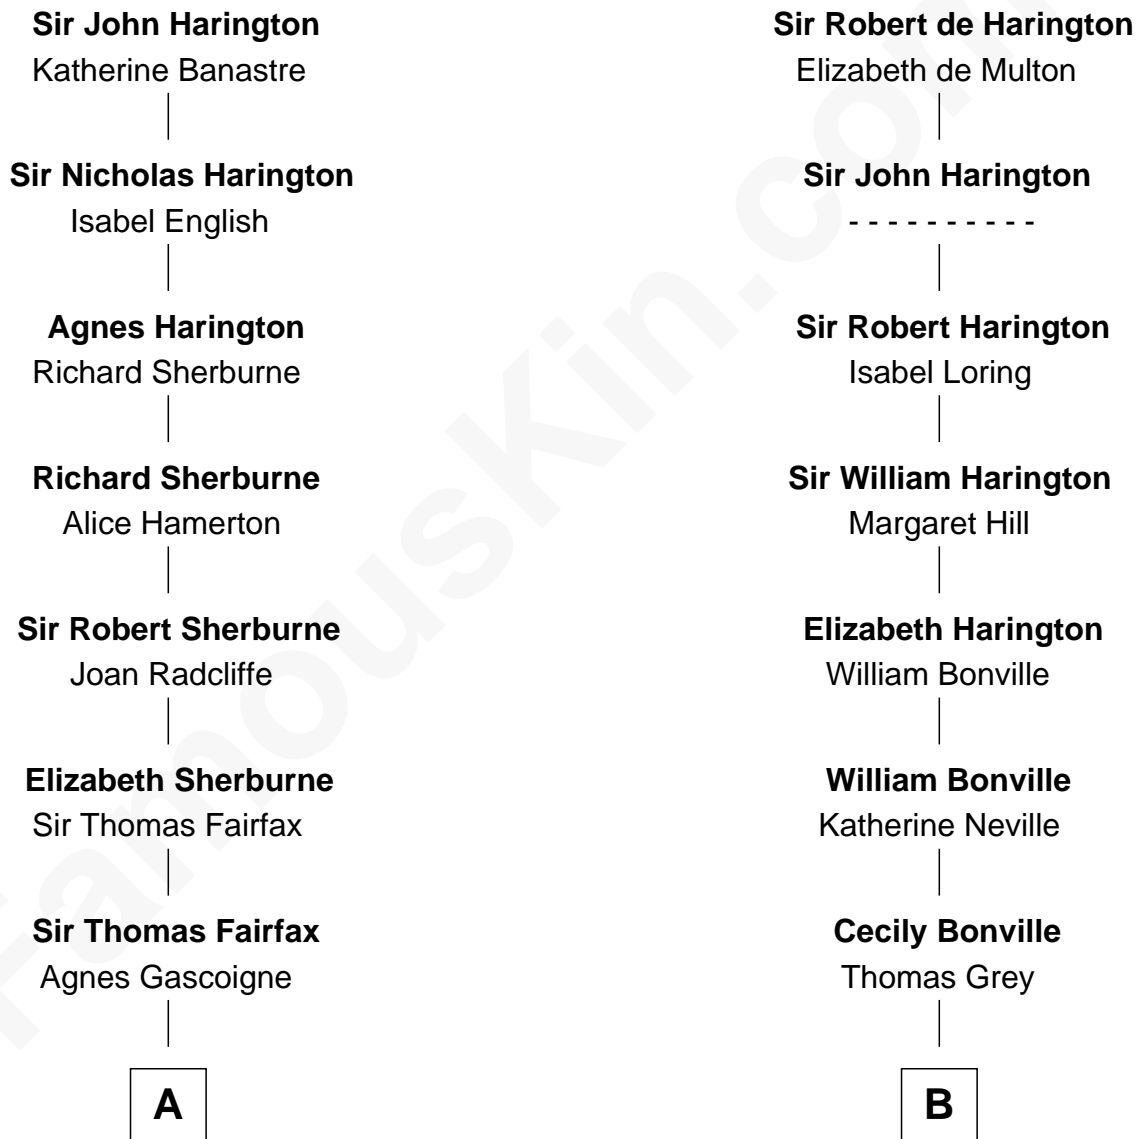 Sir John Harington
Katherine Banastre
Sir Nicholas Harington
Isabel English
Agnes Harington
Richard Sherburne
Richard Sherburne
Alice Hamerton
Sir Robert Sherburne
Joan Radcliffe
Elizabeth Sherburne
Sir Thomas Fairfax
Sir Thomas Fairfax
Agnes Gascoigne
A
Sir Robert de Harington
Elizabeth de Multon
Sir John Harington
- - - - - - - - - -
Sir Robert Harington
Isabel Loring
Sir William Harington
Margaret Hill
Elizabeth Harington
William Bonville
William Bonville
Katherine Neville
Cecily Bonville
Thomas Grey
B
FamousKin.com